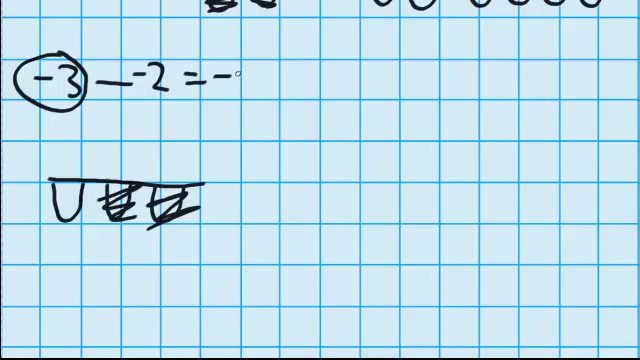 -3 — -2 = -